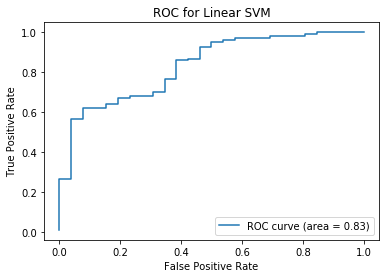 ROC for Linear SVM
1.0
0.8
0.6
0.4
0.2
0.0
True Positive Rate
ROC curve (area = 0.83)
0.0 0.2 0.4 0.6 0.8 1.0
False Positive Rate